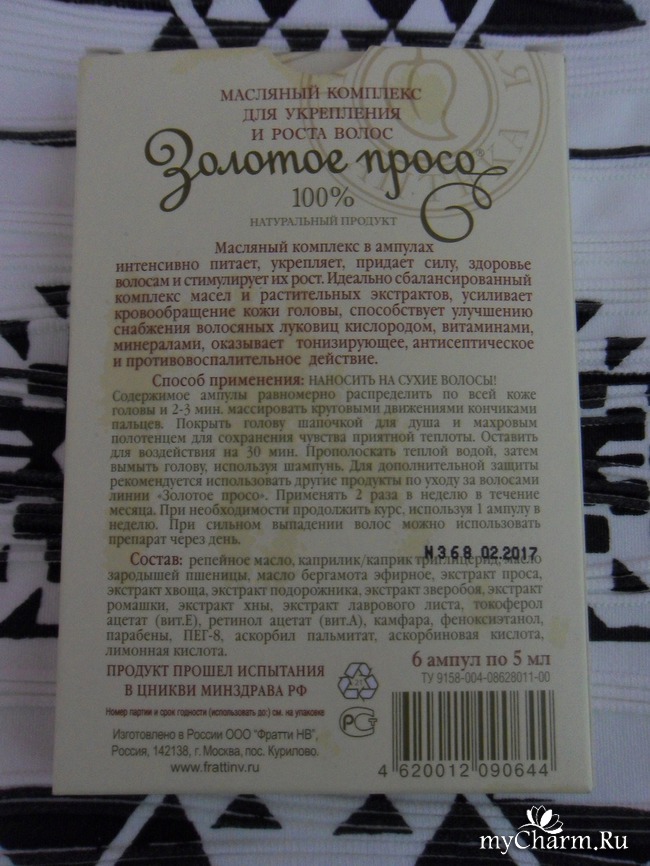 МАСЛЯНЫЙ КОМПЛЕКС
ДЛЯ УКРЕПЛЕНИЯ
И РОСТА ВОЛОС
Золотое просо®
100%
НАТУРАЛЬНЫЙ ПРОДУКТ
Масляный комплекс в ампулах
интенсивно питает, укрепляет, придает силу, здоровье
волосам и стимулирует их рост. Идеально сбалансированный
комплекс масел и растительных экстрактов, усиливает
кровообращение кожи головы, способствует улучшению
снабжения волосяных луковиц кислородом, витаминами,
минералами, оказывает тонизирующее, антисептическое
и противовоспалительное действие.
Способ применения: НАНОСИТЬ НА СУХИЕ ВОЛОСЫ!
Содержимое ампулы равномерно распределить по всей коже
головы и 2-3 мин. массировать круговыми движениями кончиками
пальцев. Покрыть голову шапочкой для душа и махровым
полотенцем для сохранения чувства приятной теплоты. Оставить
для воздействия на 30 мин. Прополоскать теплой водой, затем
вымыть голову, используя шампунь. Для дополнительной защиты
рекомендуется использовать другие продукты по уходу за волосами
линии «Золотое просо». Применять 2 раза в неделю в течение
месяца. При необходимости продолжить курс, используя 1 ампулу в
неделю. При сильном выпадении волос можно использовать
препарат через день.
N368 02.2017
Состав: репейное масло, каприлик/каприк триглицерид, масло
зародышей пшеницы, масло бергамота эфирное, экстракт проса,
экстракт хвоща, экстракт подорожника, экстракт зверобоя, экстракт
ромашки, экстракт хны, экстракт лаврового листа, токоферол
ацетат (вит.Е), ретинол ацетат (вит.А), камфара, феноксиэтанол,
парабены, ПЕГ-8, аскорбил пальмитат, аскорбиновая кислота,
лимонная кислота.
6 ампул по 5 мл
ТУ 9158-004-08628011-00
ПРОДУКТ ПРОШЕЛ ИСПЫТАНИЯ
В ЦНИКВИ МИНЗДРАВА РФ
Номер партии и срок годности (использовать до:) см. на упаковке
Изготовлено в России ООО "Фратти НВ",
Россия, 142138, г. Москва, пос. Курилово.
www.frattinv.ru
4 620012 090644
myCharm.Ru